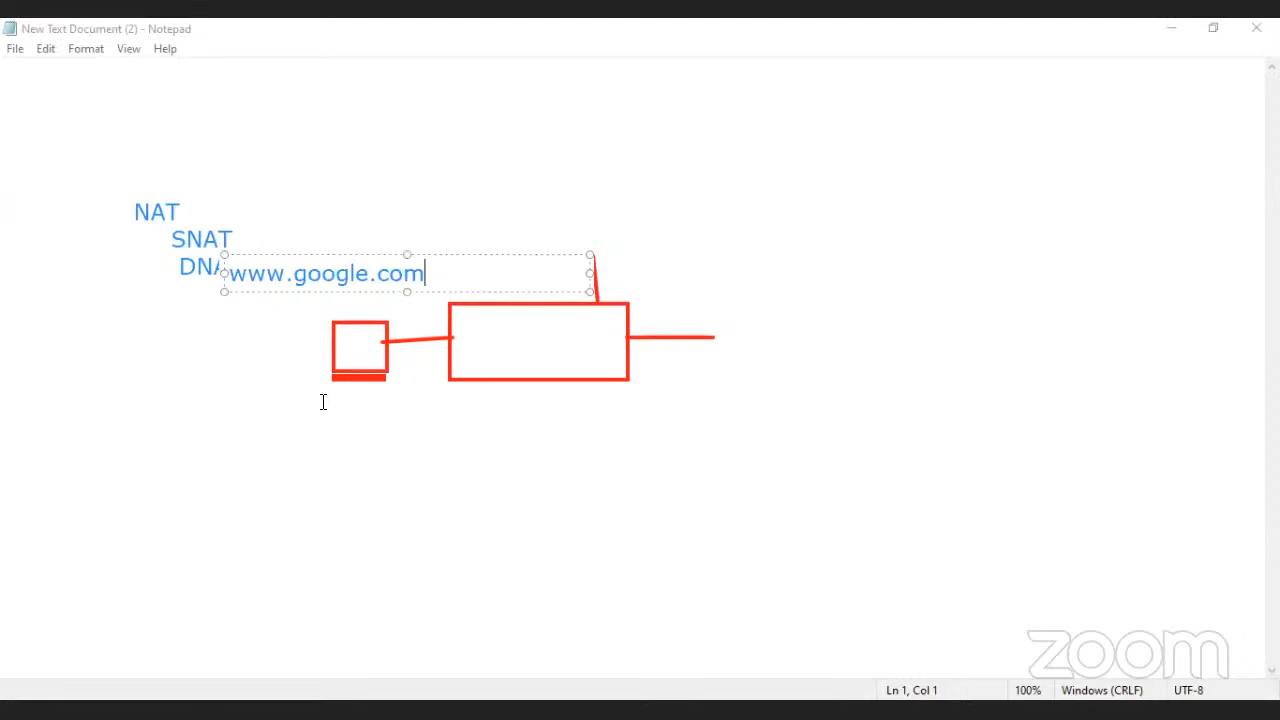 New Text Document (2) - Notepad
File Edit Format View Help
NAT
SNAT
DNA
www.google.com
zoom
Ln 1, Col 1 100% Windows (CRLF) UTF-8